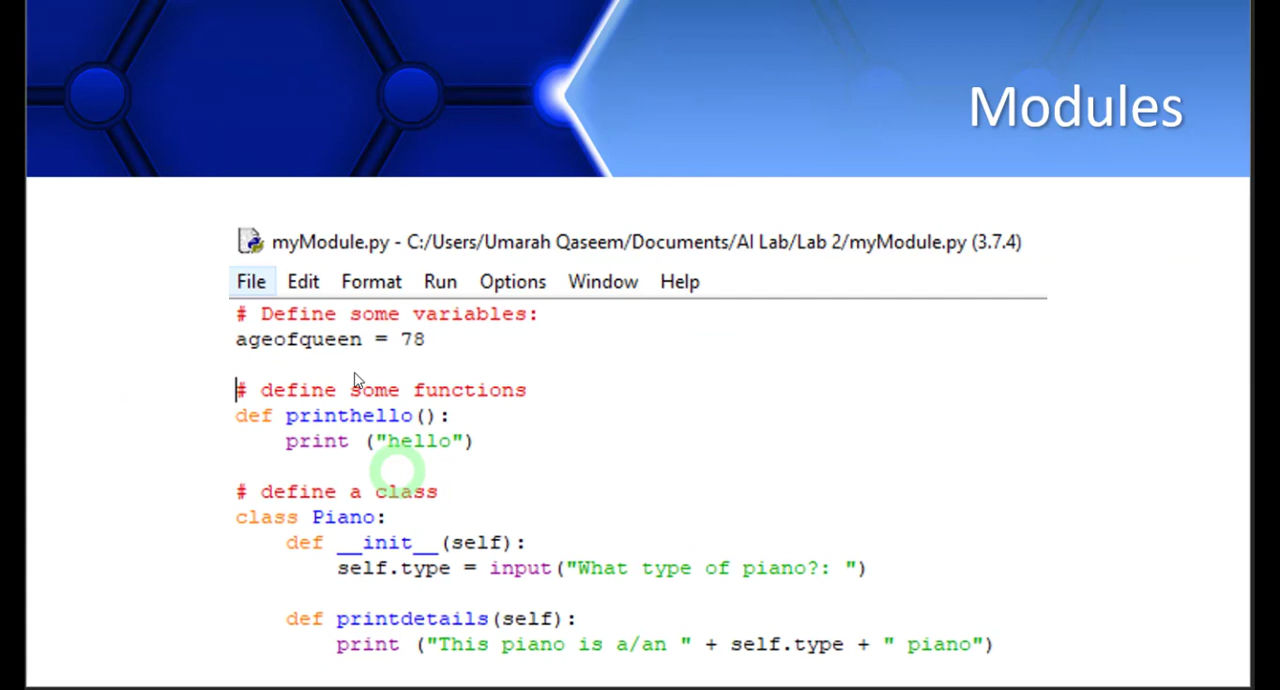 Modules
myModule.py - C:/Users/Umarah Qaseem/Documents/AI Lab/Lab 2/myModule.py (3.7.4)
File Edit Format Run Options Window Help
# Define some variables:
ageofqueen = 78
# define some functions
def printhello():
    print ("hello")
# define a class
class Piano:
    def __init__(self):
        self.type = input("What type of piano?: ")
    def printdetails(self):
        print ("This piano is a/an " + self.type + " piano")